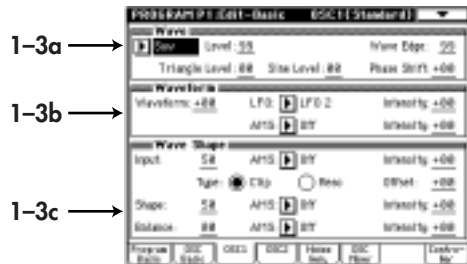 PROGRAM P1:Edit-Basic OSC1(Standard)
Wave
1–3a
Saw Level: 99 Wave Edge: 99
Triangle Level: 00 Sine Level: 00 Phase Shift: +00
Waveform
1–3b
Waveform: +00 LFO: LFO 2 Intensity: +00
AMS: Off Intensity: +00
Wave Shape
Input: 50 AMS: Off Intensity: +00
Type: Clip Reso Offset: +00
1–3c
Shape: 50 AMS: Off Intensity: +00
Balance: 00 AMS: Off Intensity: +00
Program Basic OSC Basic OSC1 OSC2